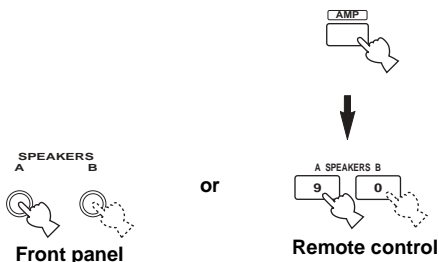 AMP
SPEAKERS
A B
Front panel
or
A SPEAKERS B
9 0
Remote control